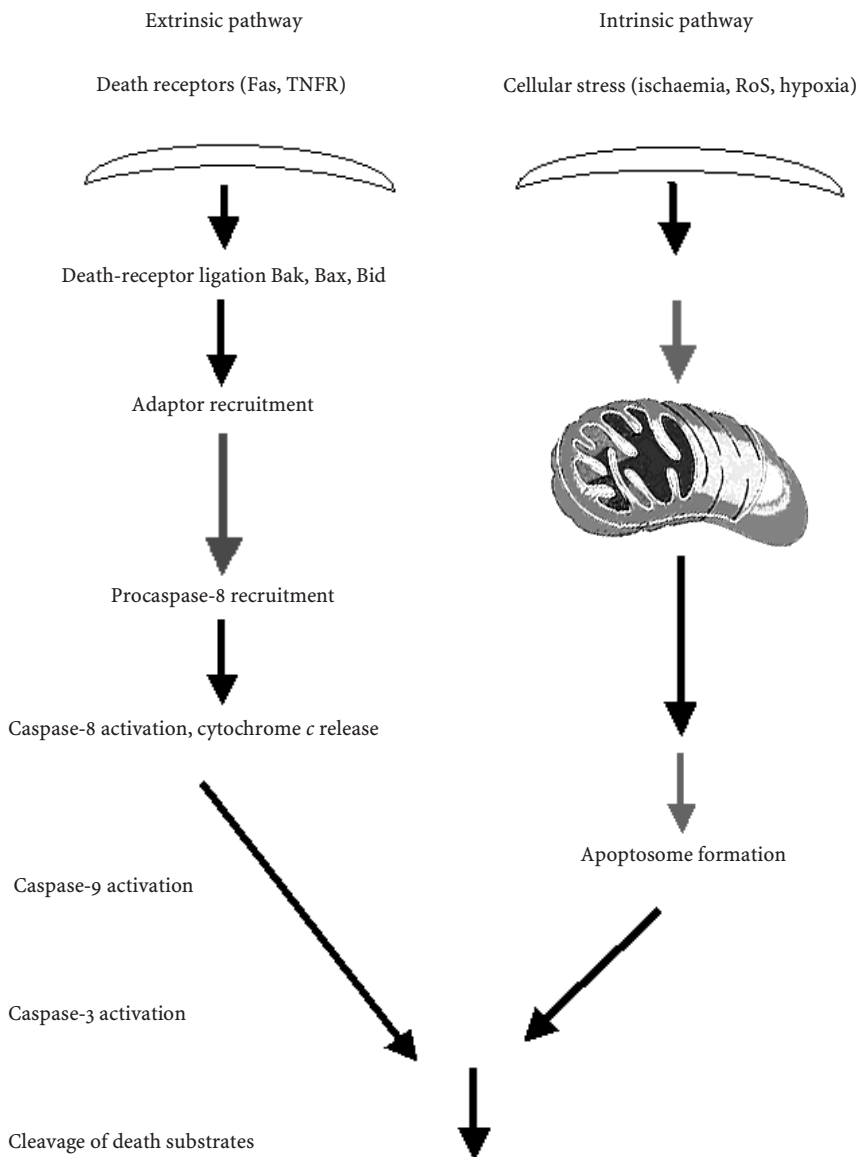 Extrinsic pathway
Intrinsic pathway
Death receptors (Fas, TNFR)
Cellular stress (ischaemia, RoS, hypoxia)
Death-receptor ligation Bak, Bax, Bid
Adaptor recruitment
Procaspase-8 recruitment
Caspase-8 activation, cytochrome c release
Apoptosome formation
Caspase-9 activation
Caspase-3 activation
Cleavage of death substrates